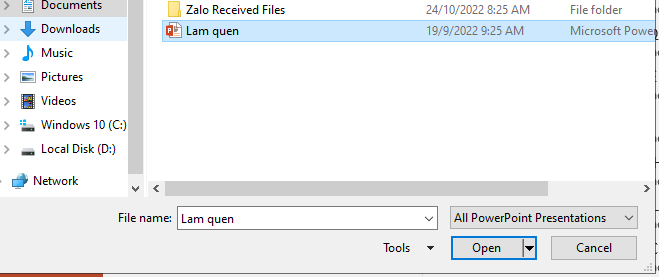 Documents
Zalo Received Files 24/10/2022 8:25 AM File folder
Downloads
Lam quen 19/9/2022 9:25 AM Microsoft Power
Music
Pictures
Videos
Windows 10 (C:)
Local Disk (D:)
Network
File name: Lam quen All PowerPoint Presentations
Tools Open Cancel